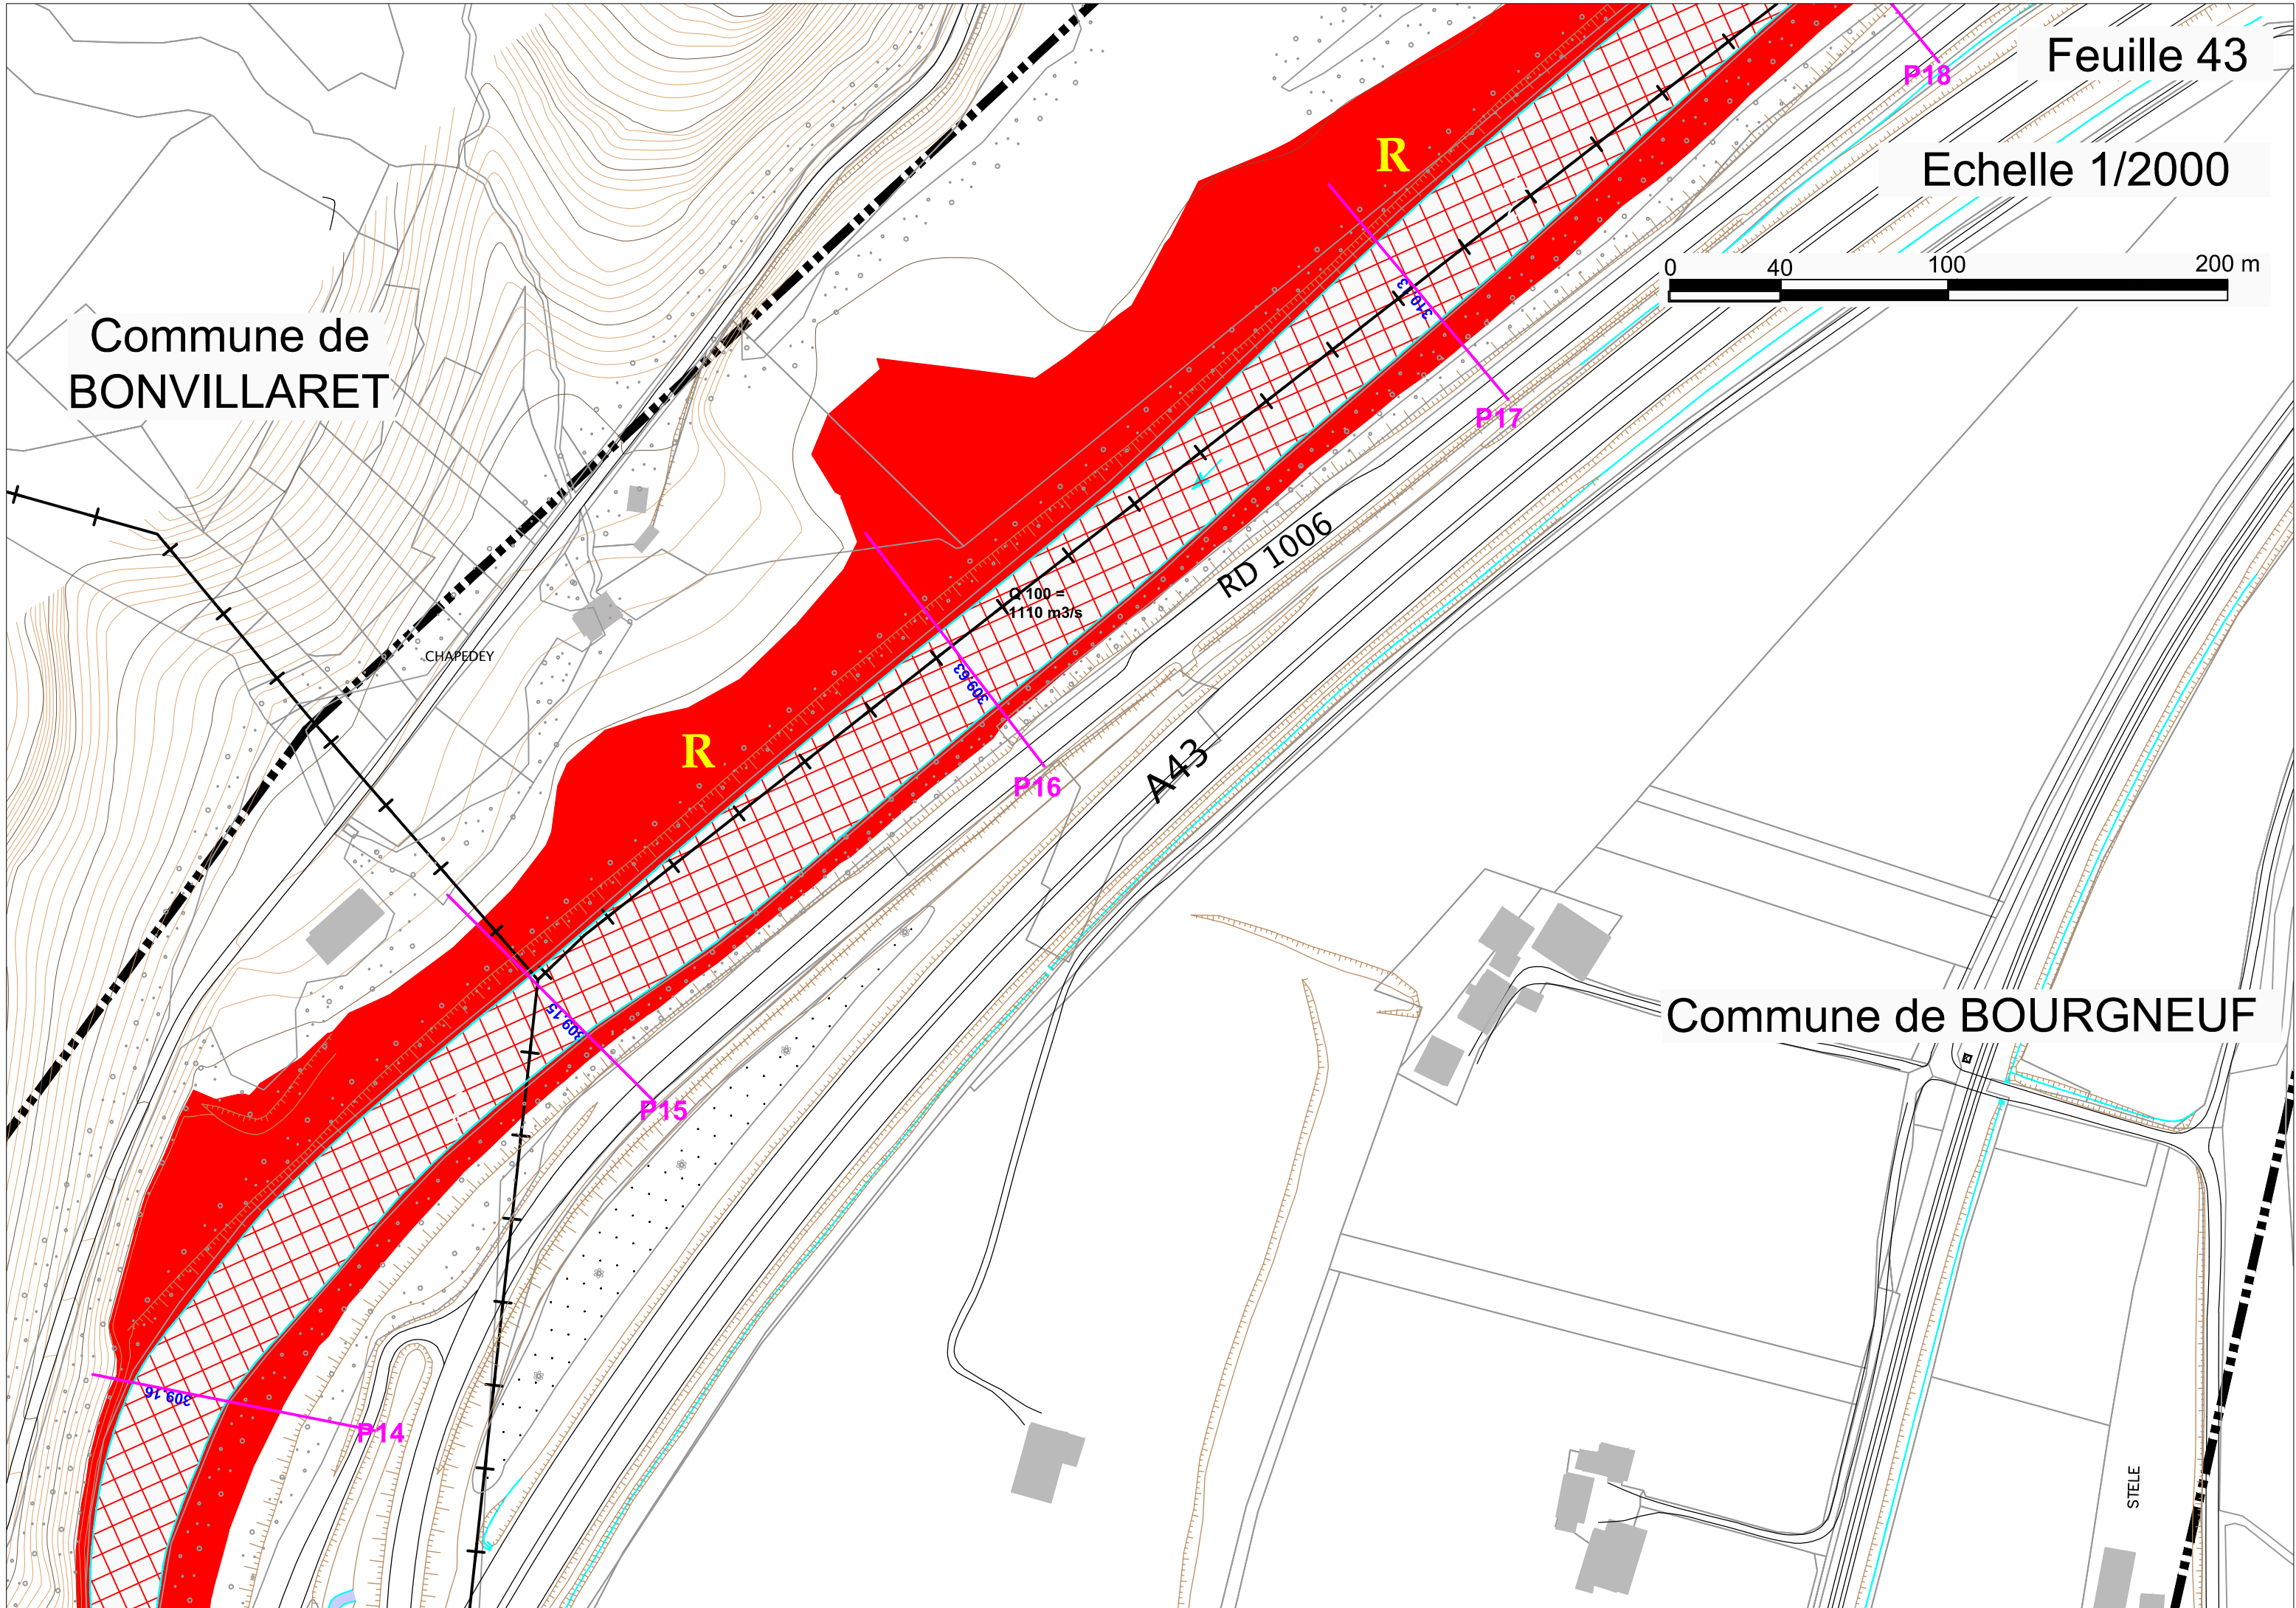 Feuille 43
P18
Echelle 1/2000
0 40 100 200 m
R
310.13
P17
Commune de
BONVILLARET
RD 1006
Q 100 =
1110 m3/s
CHAPEDEY
309.63
R
A43
P16
309.15
Commune de BOURGNEUF
P15
309.16
P14
STELE